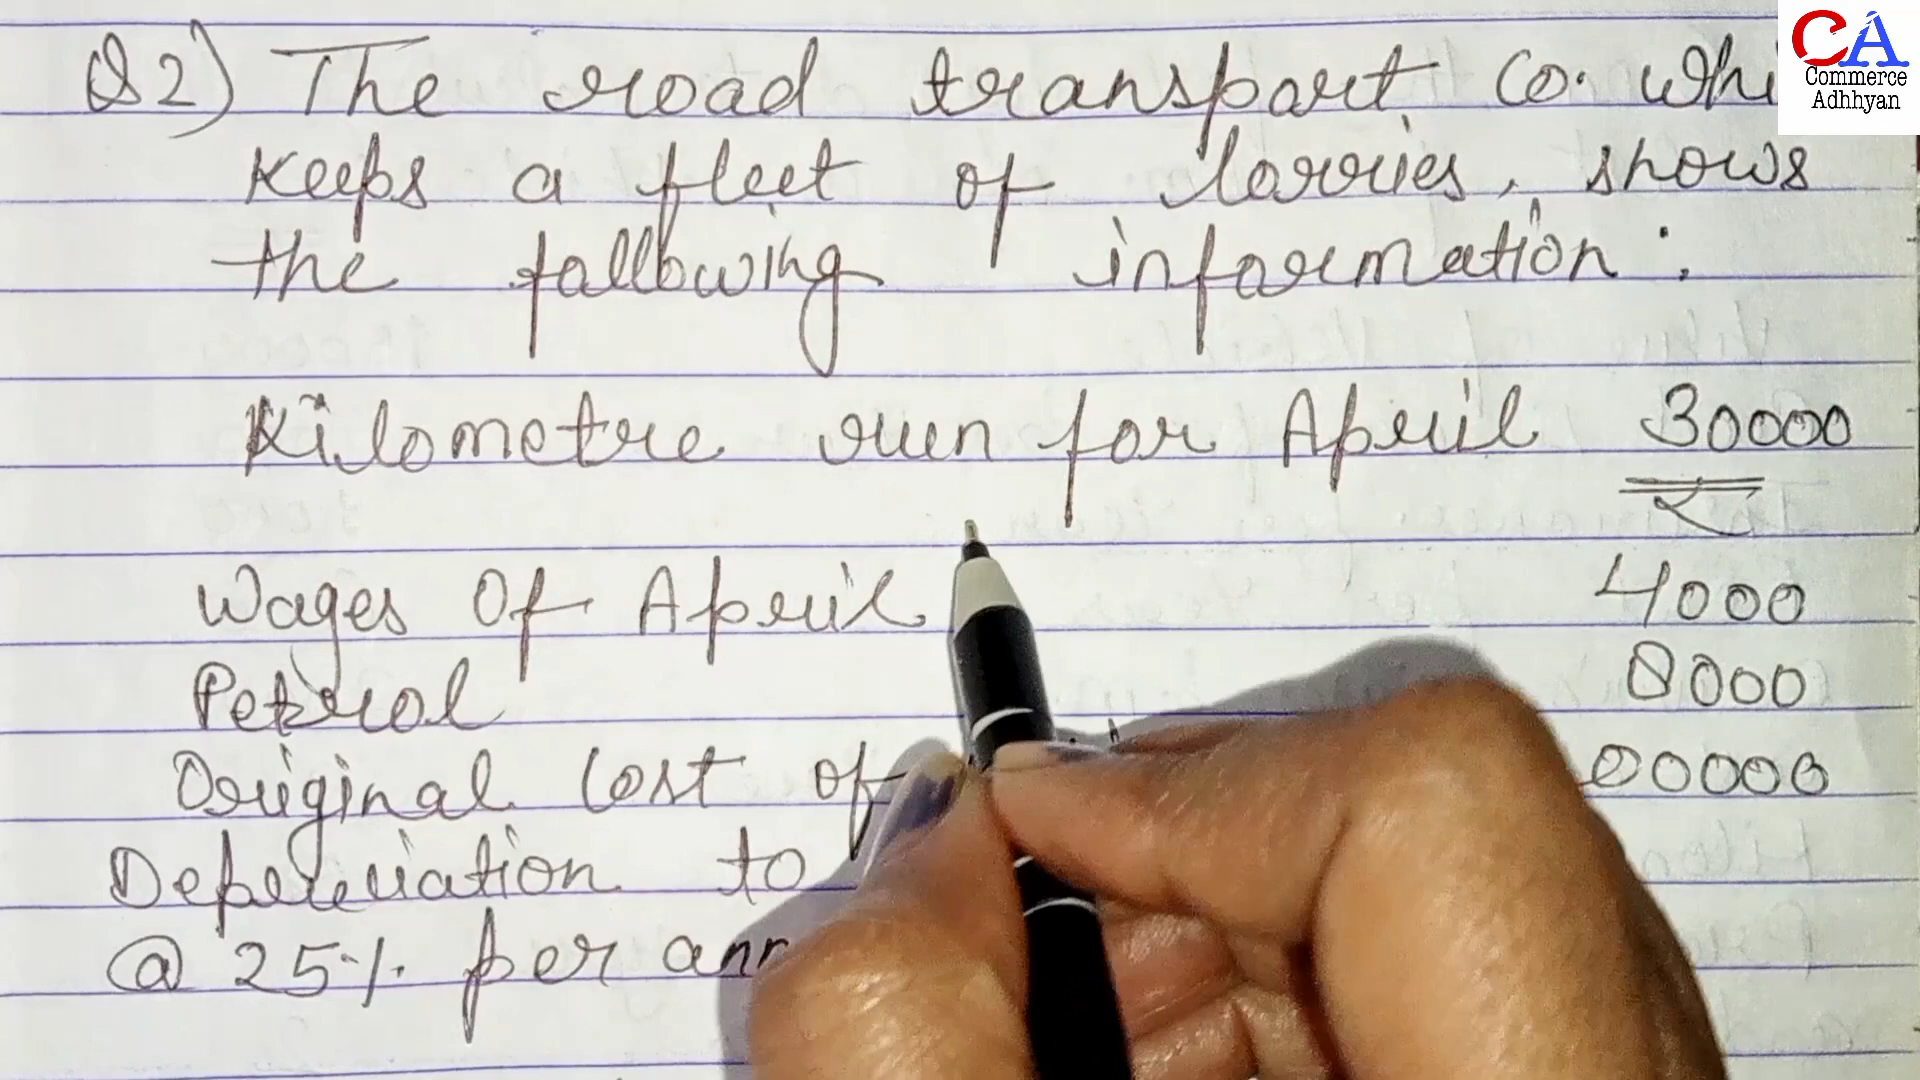 Q2) The road transport Co. whi
keeps a fleet of lorries, shows
the following information :
Kilometre run for April 30000
₹
Wages Of April 4000
Petrol 8000
Original Cost of 00000
Depreciation to
@ 25% per ann
CA
Commerce
Adhhyan